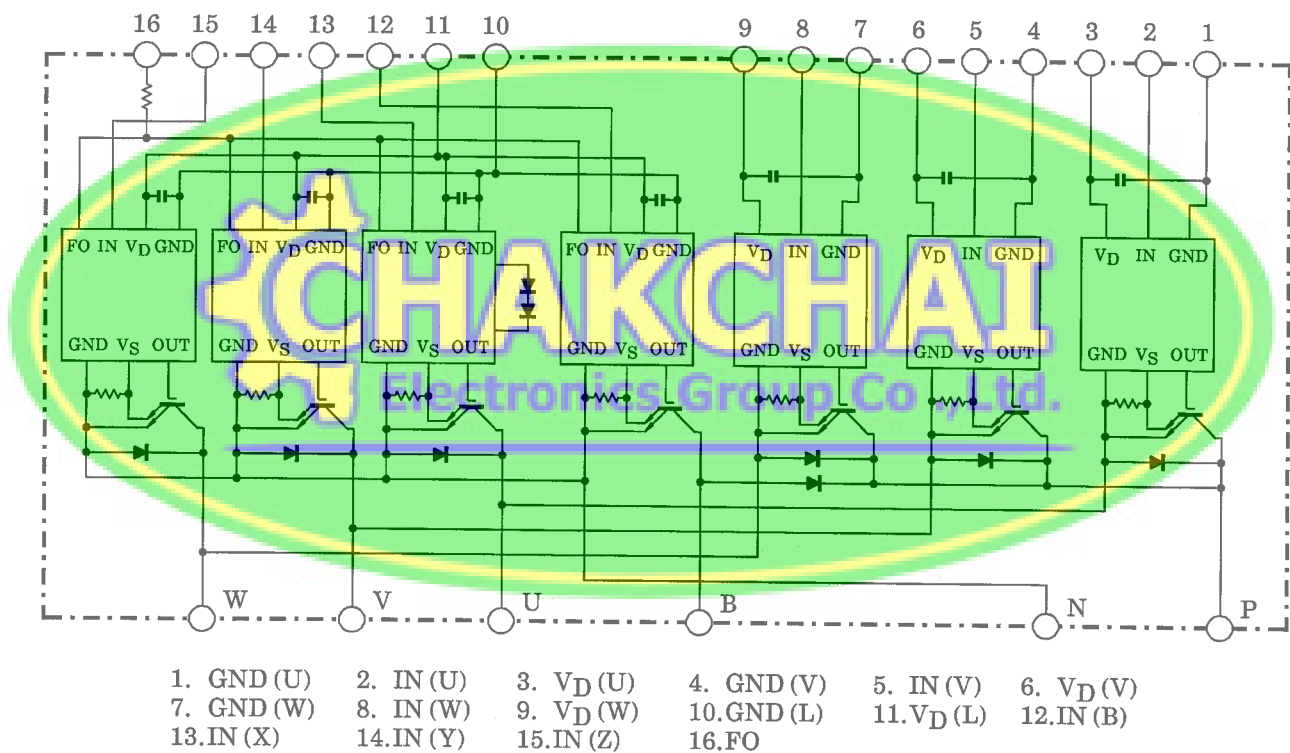 16 15 14 13 12 11 10 9 8 7 6 5 4 3 2 1
FO IN VD GND FO IN VD GND FO IN VD GND FO IN VD GND VD IN GND VD IN GND VD IN GND
CHAKCHAI
GND VS OUT GND VS OUT GND VS OUT GND VS OUT GND VS OUT GND VS OUT GND VS OUT
Electronics Group Co .,Ltd.
W V U B N P
1. GND (U) 2. IN (U) 3. VD (U) 4. GND (V) 5. IN (V) 6. VD (V)
7. GND (W) 8. IN (W) 9. VD (W) 10.GND (L) 11.VD (L) 12.IN (B)
13.IN (X) 14.IN (Y) 15.IN (Z) 16.FO